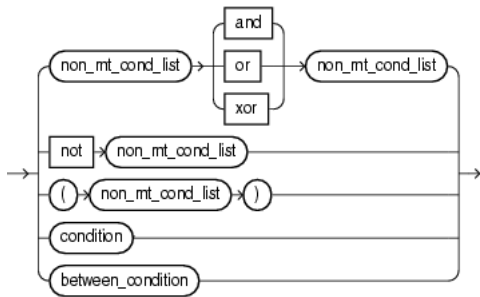 and
non_mt_cond_list or non_mt_cond_list
xor
not non_mt_cond_list
( non_mt_cond_list )
condition
between_condition